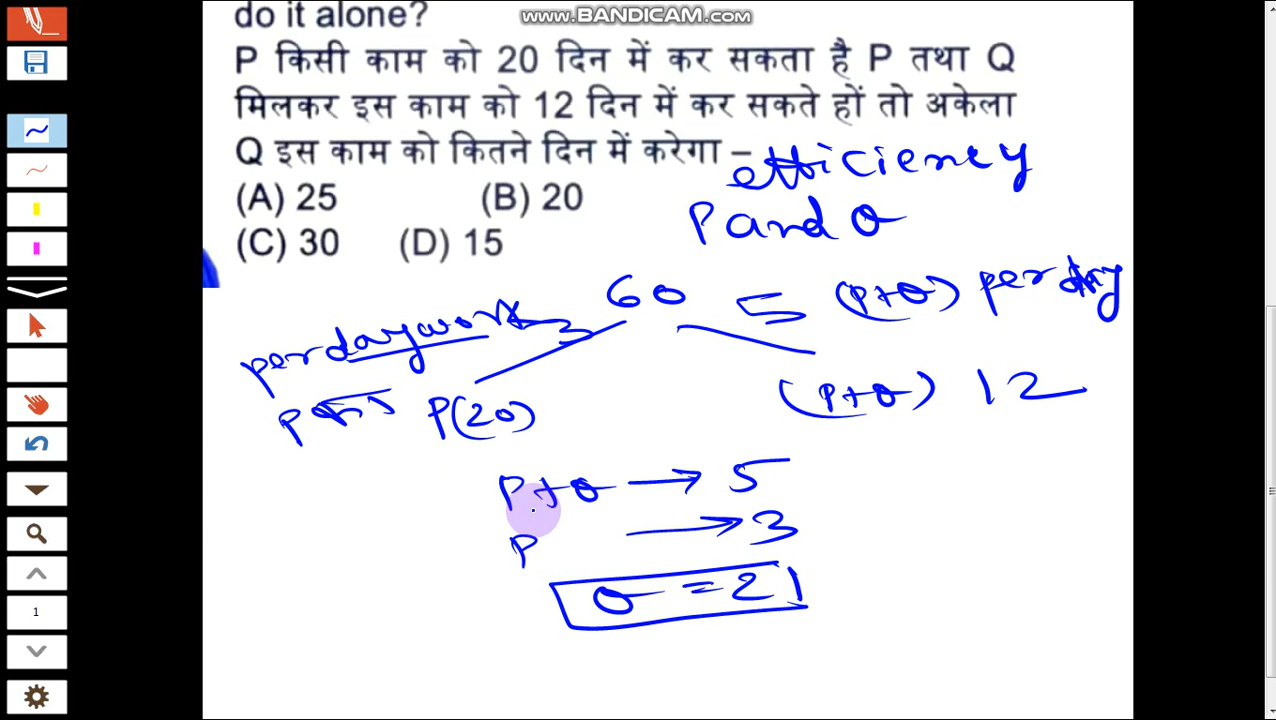 www.BANDICAM.com
do it alone?
P किसी काम को 20 दिन में कर सकता है P तथा Q
मिलकर इस काम को 12 दिन में कर सकते हों तो अकेला
Q इस काम को कितने दिन में करेगा –
(A) 25 (B) 20
(C) 30 (D) 15
efficiency
P and Q
60 5 (P+Q) per day
per day work 3
P(20) (P+Q) 12
P+Q → 5
P → 3
Q = 2
1